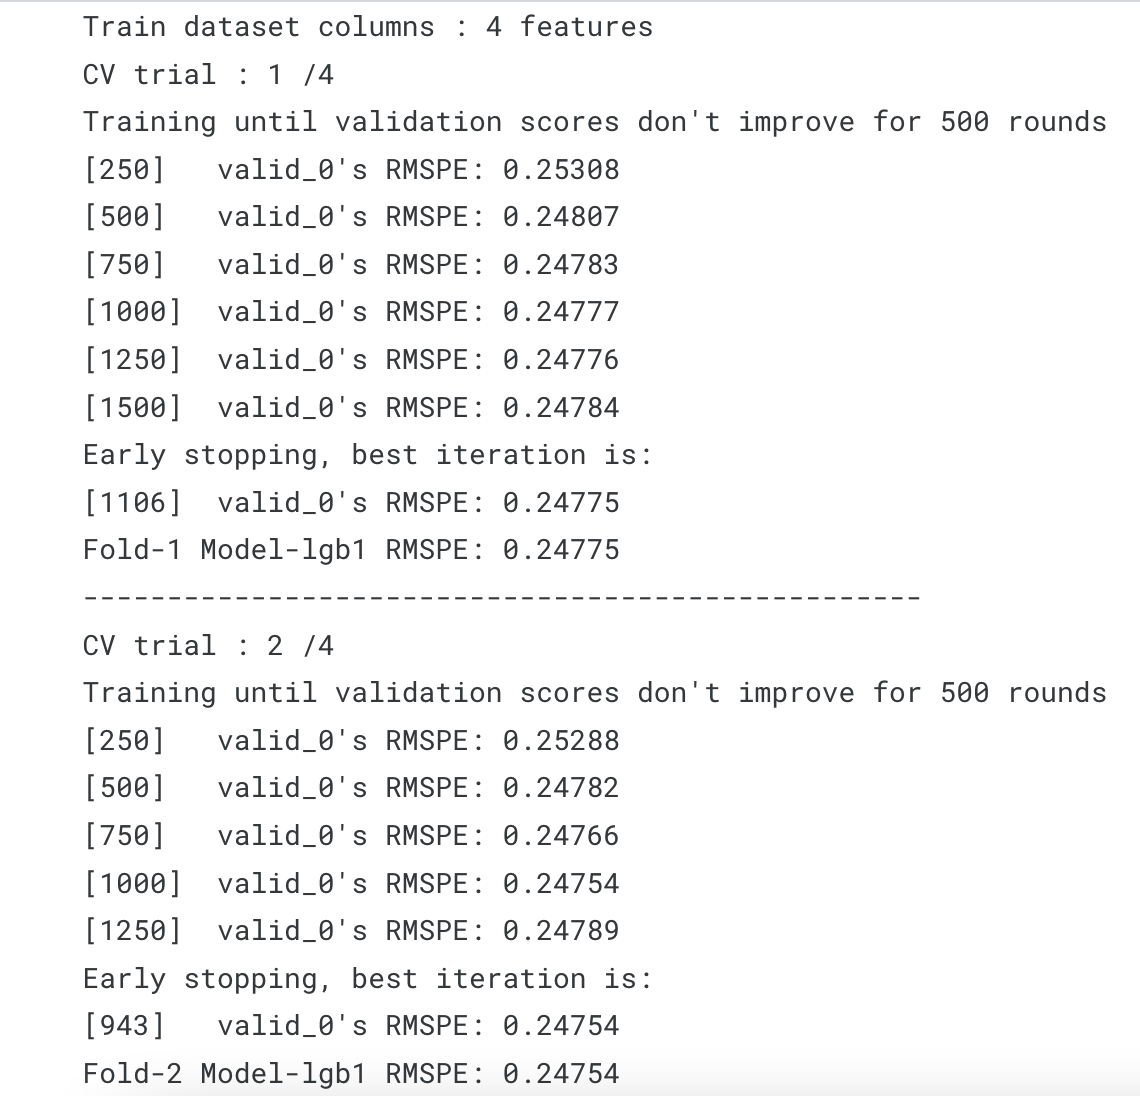 Train dataset columns : 4 features
CV trial : 1 /4
Training until validation scores don't improve for 500 rounds
[250]   valid_0's RMSPE: 0.25308
[500]   valid_0's RMSPE: 0.24807
[750]   valid_0's RMSPE: 0.24783
[1000]  valid_0's RMSPE: 0.24777
[1250]  valid_0's RMSPE: 0.24776
[1500]  valid_0's RMSPE: 0.24784
Early stopping, best iteration is:
[1106]  valid_0's RMSPE: 0.24775
Fold-1 Model-lgb1 RMSPE: 0.24775
--------------------------------------------------
CV trial : 2 /4
Training until validation scores don't improve for 500 rounds
[250]   valid_0's RMSPE: 0.25288
[500]   valid_0's RMSPE: 0.24782
[750]   valid_0's RMSPE: 0.24766
[1000]  valid_0's RMSPE: 0.24754
[1250]  valid_0's RMSPE: 0.24789
Early stopping, best iteration is:
[943]   valid_0's RMSPE: 0.24754
Fold-2 Model-lgb1 RMSPE: 0.24754